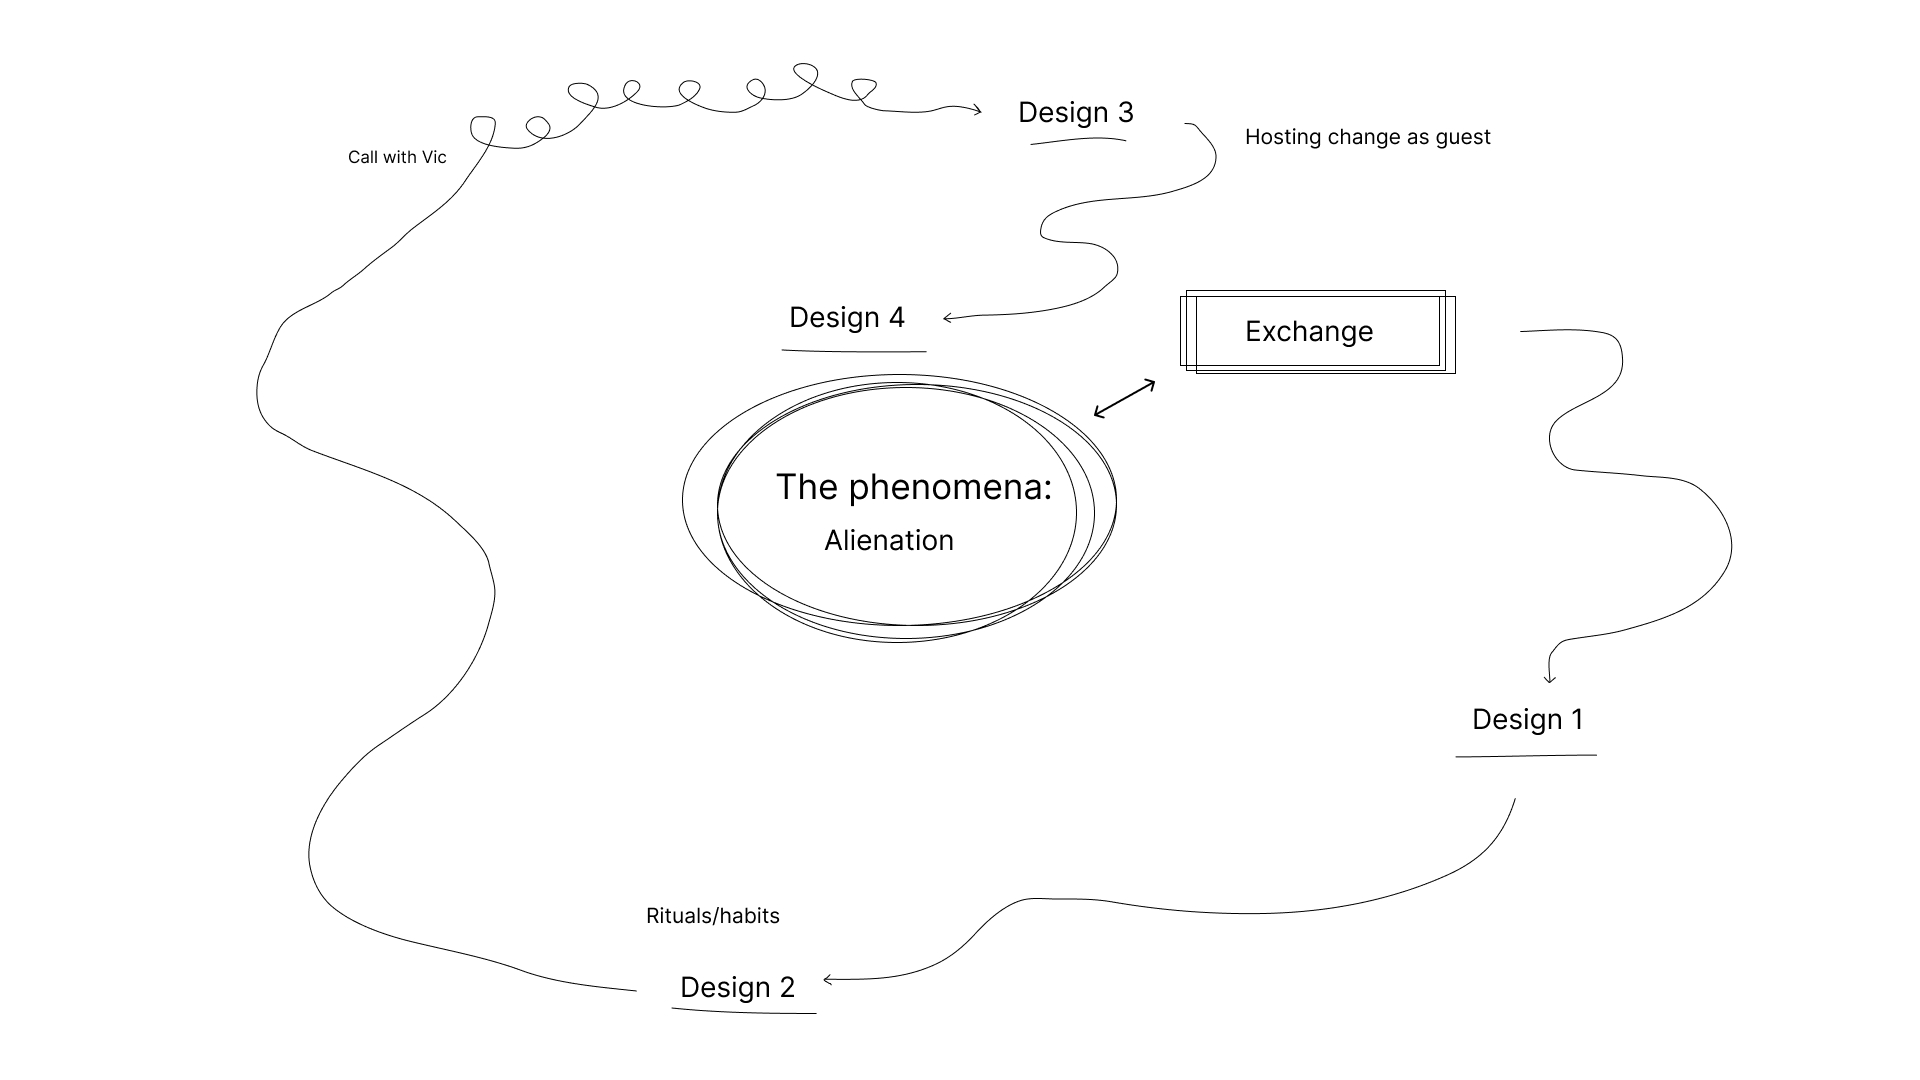 Design 3
Hosting change as guest
Call with Vic
Design 4
Exchange
The phenomena:
Alienation
Design 1
Rituals/habits
Design 2